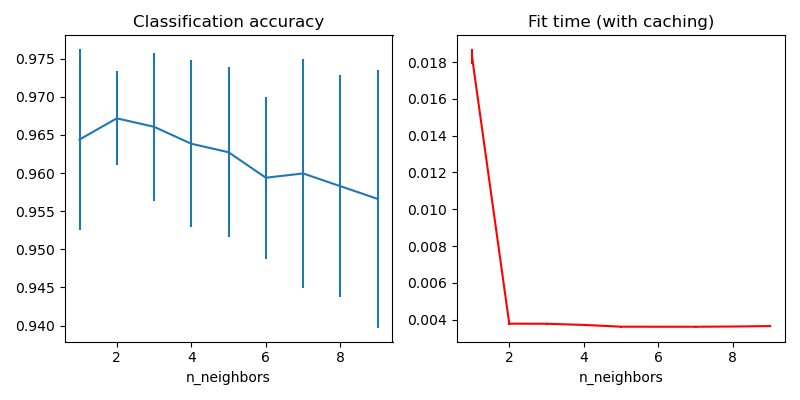 Classification accuracy
0.975
0.970
0.965
0.960
0.955
0.950
0.945
0.940
2 4 6 8
n_neighbors
Fit time (with caching)
0.018
0.016
0.014
0.012
0.010
0.008
0.006
0.004
2 4 6 8
n_neighbors